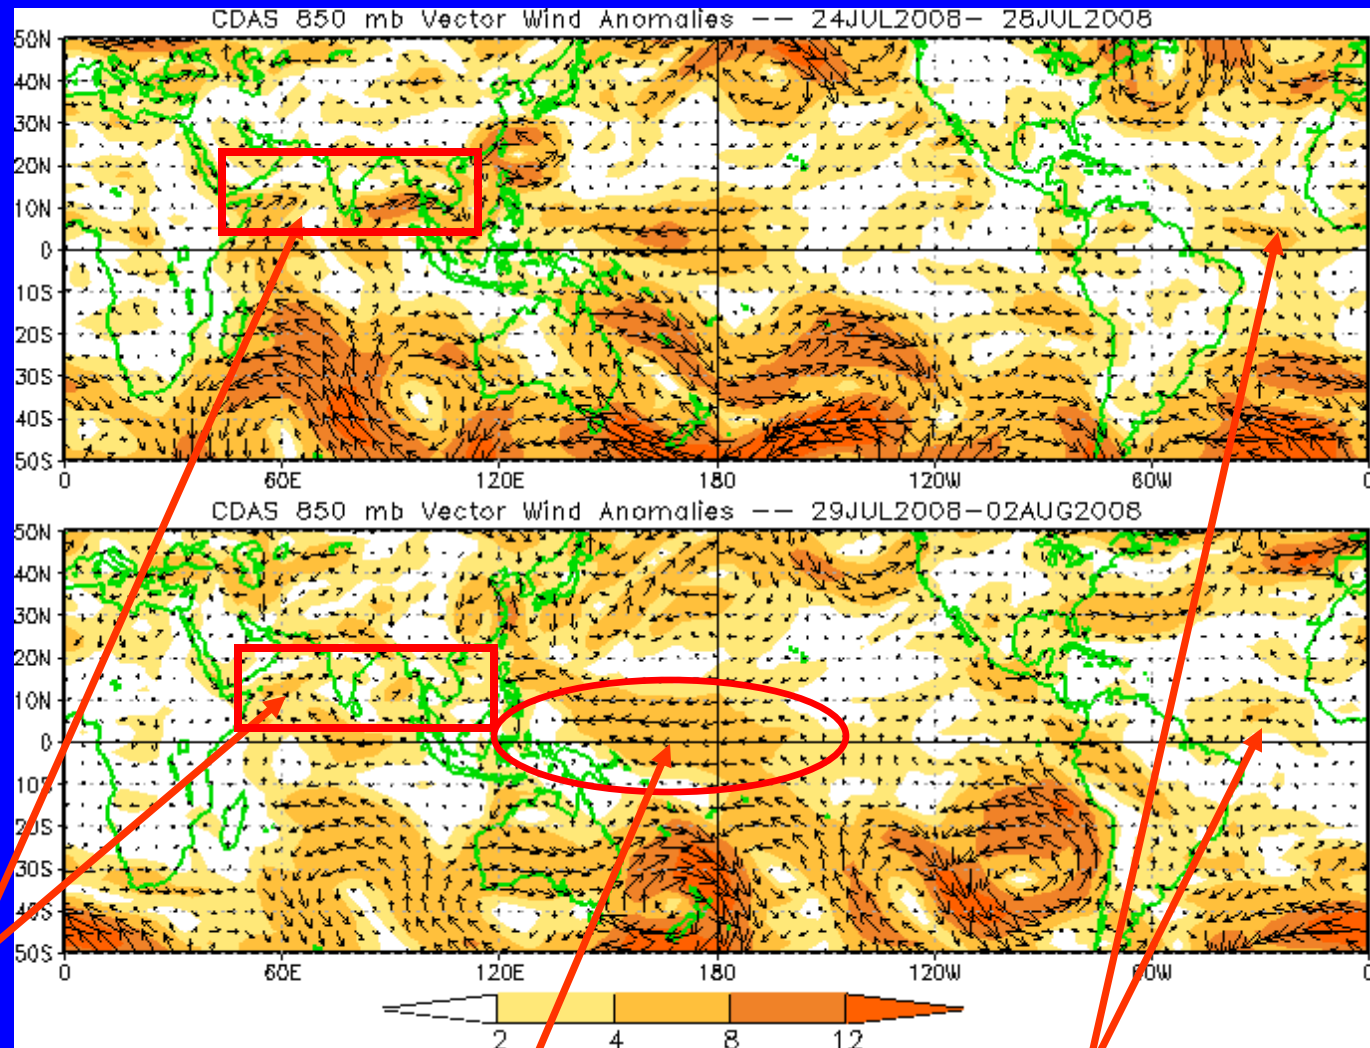 CDAS 850 mb Vector Wind Anomalies -- 24JUL2008- 28JUL2008
50N
40N
30N
20N
10N
0
10S
20S
30S
40S
50S
0 60E 120E 180 120W 60W 0
CDAS 850 mb Vector Wind Anomalies -- 29JUL2008-02AUG2008
50N
40N
30N
20N
10N
0
10S
20S
30S
40S
50S
0 60E 120E 180 120W 60W 0
2 4 8 12